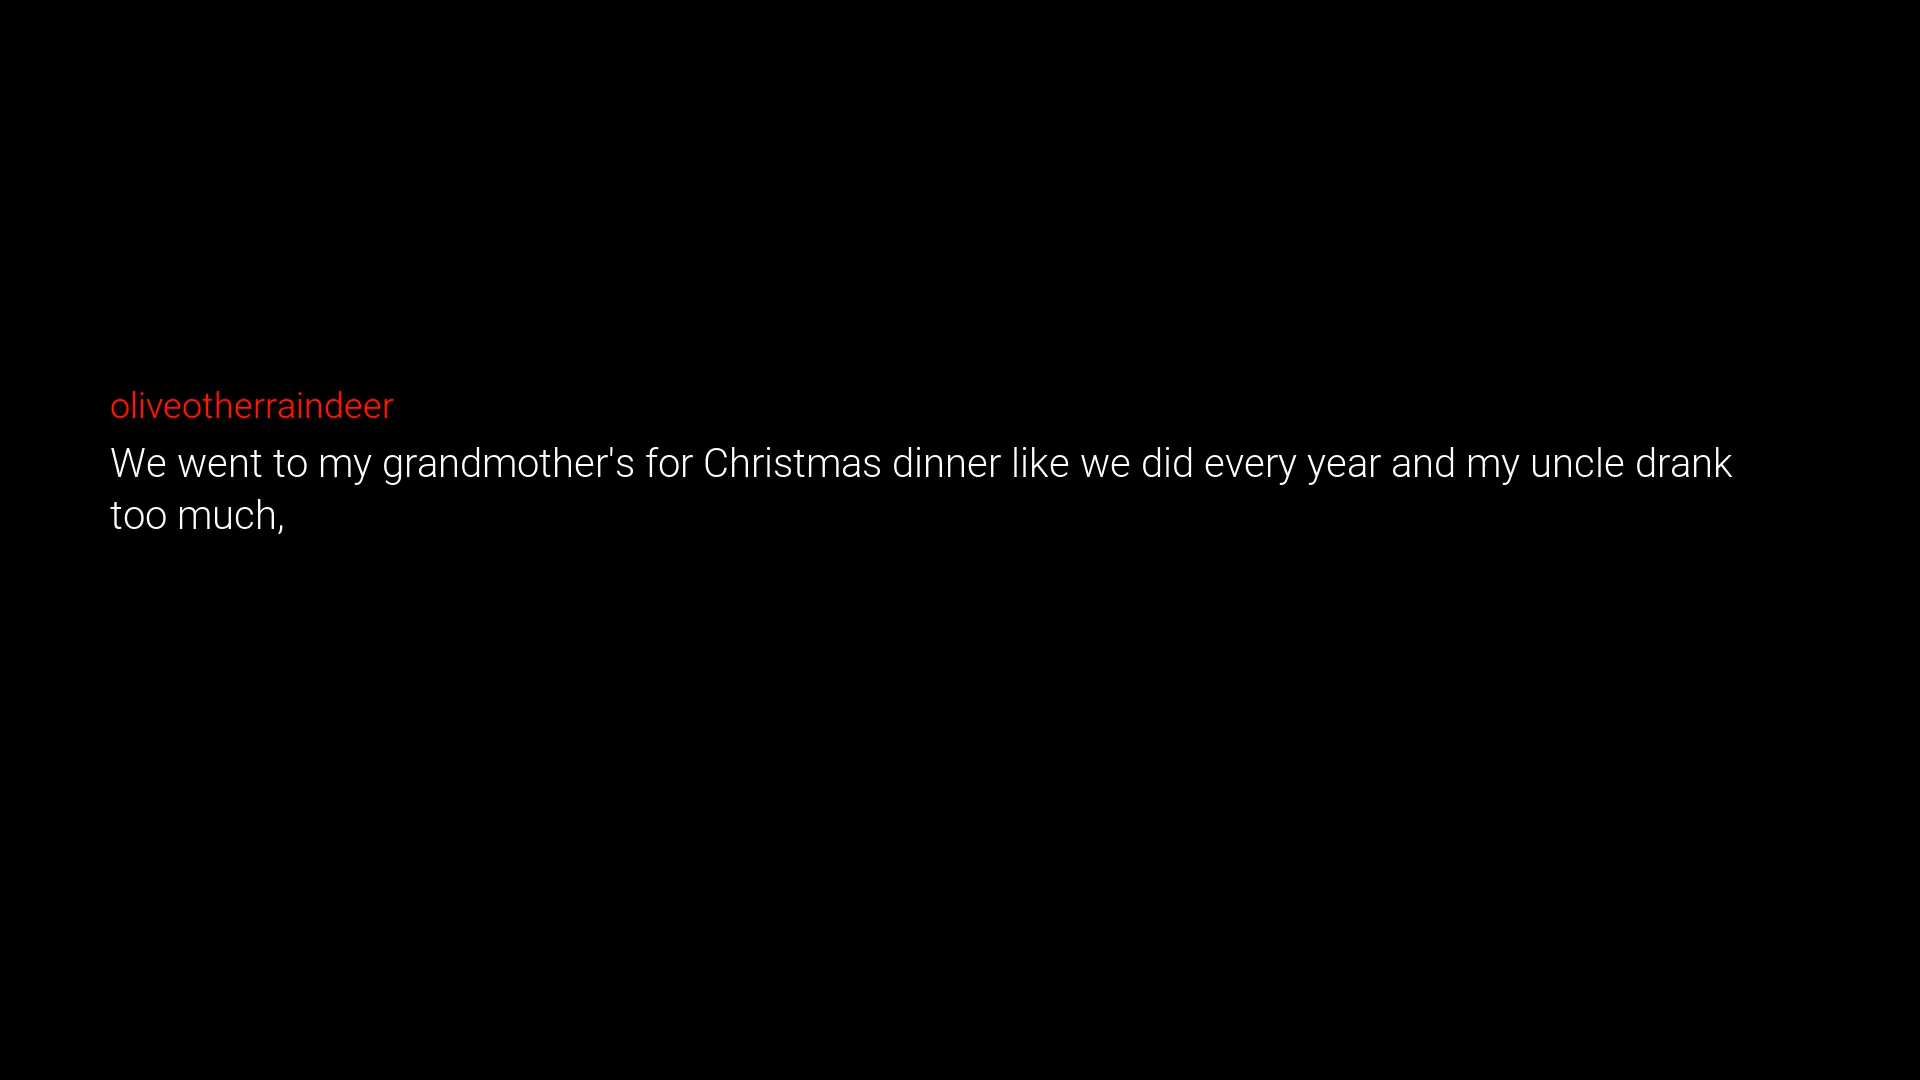 oliveotherraindeer
We went to my grandmother's for Christmas dinner like we did every year and my uncle drank
too much,